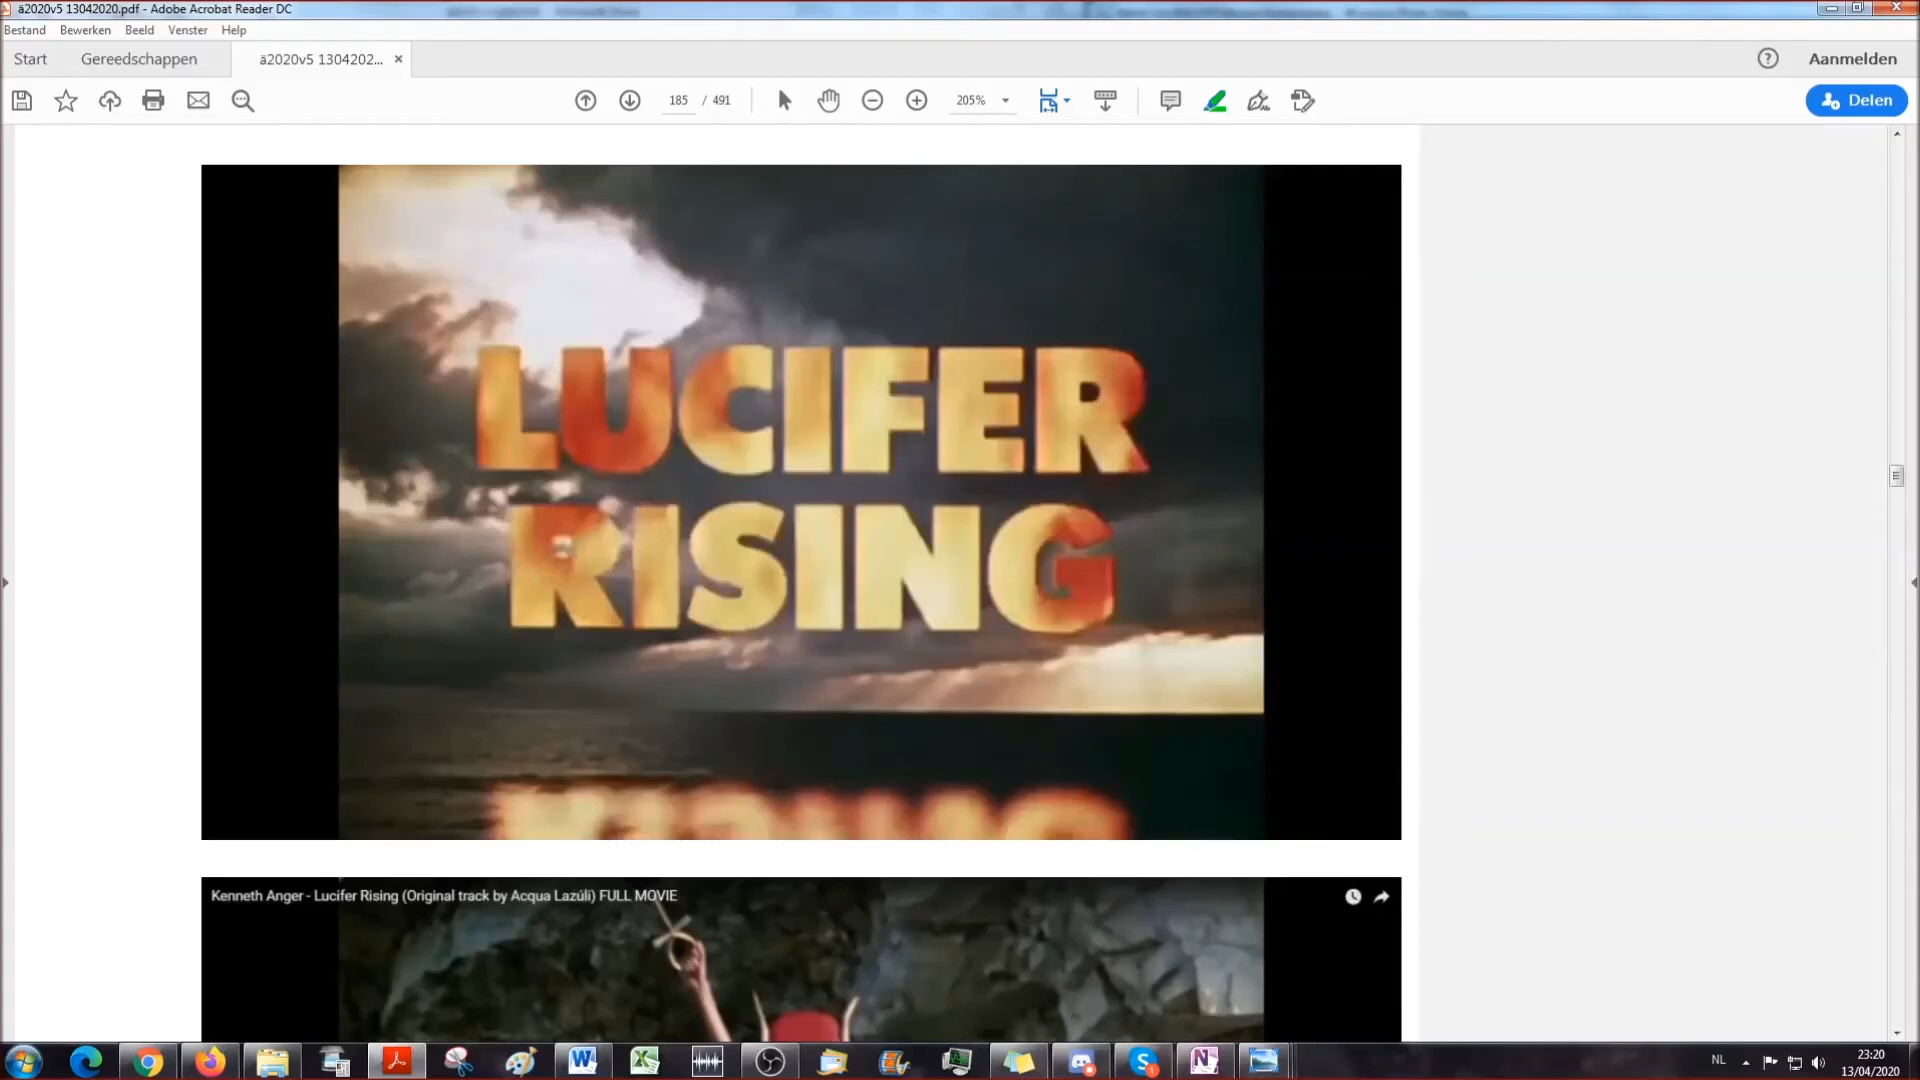 ä2020v5 13042020.pdf - Adobe Acrobat Reader DC
Bestand Bewerken Beeld Venster Help
Start Gereedschappen ä2020v5 1304202... Aanmelden
185 / 491 205% Delen
LUCIFER
RISING
Kenneth Anger - Lucifer Rising (Original track by Acqua Lazúli) FULL MOVIE
NL 23:20
13/04/2020